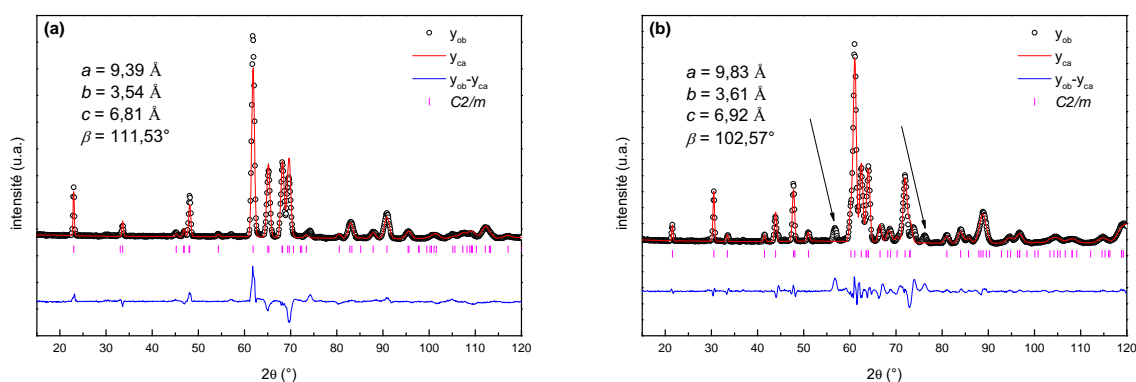 (a)
y_ob
y_ca
y_ob-y_ca
C2/m
a = 9,39 Å
b = 3,54 Å
c = 6,81 Å
β = 111,53°
intensité (u.a.)
20 30 40 50 60 70 80 90 100 110 120
2θ (°)
(b)
y_ob
y_ca
y_ob-y_ca
C2/m
a = 9,83 Å
b = 3,61 Å
c = 6,92 Å
β = 102,57°
intensité (u.a.)
20 30 40 50 60 70 80 90 100 110 120
2θ (°)